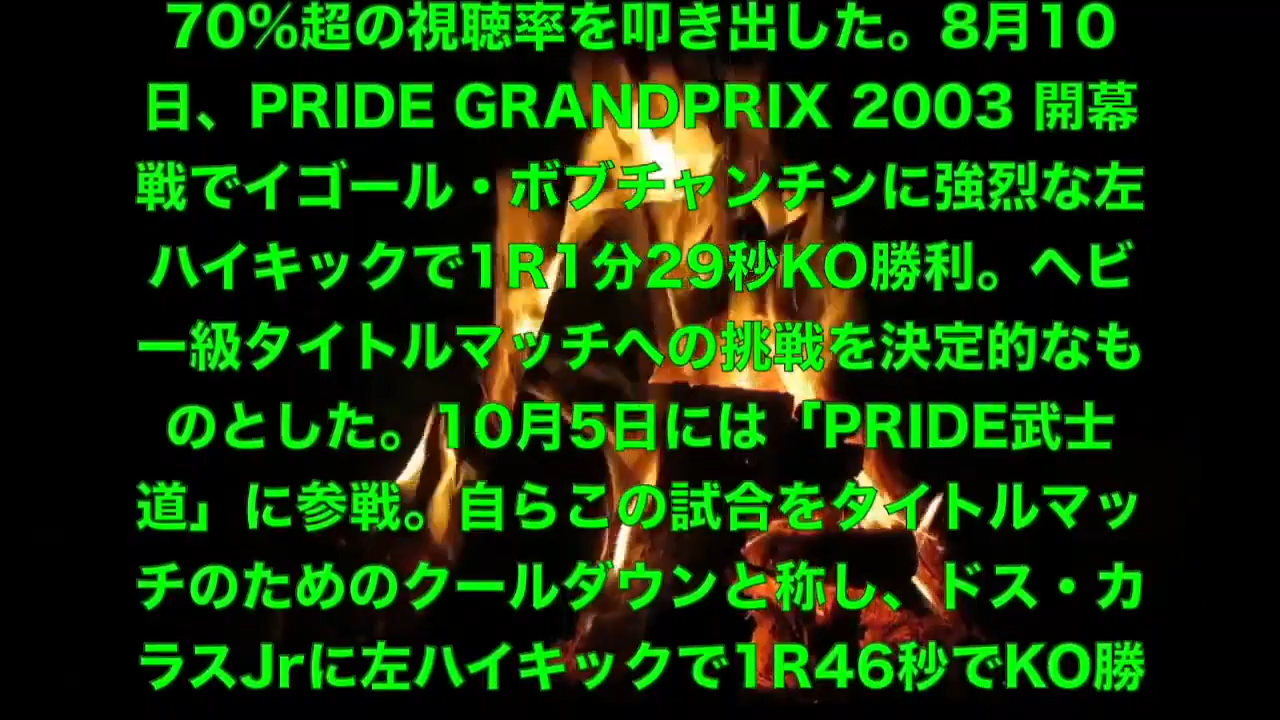 70%超の視聴率を叩き出した。8月10
日、PRIDE GRANDPRIX 2003 開幕
戦でイゴール・ボブチャンチンに強烈な左
ハイキックで1R1分29秒KO勝利。ヘビ
ー級タイトルマッチへの挑戦を決定的なも
のとした。10月5日には「PRIDE武士
道」に参戦。自らこの試合をタイトルマッ
チのためのクールダウンと称し、ドス・カ
ラスJrに左ハイキックで1R46秒でKO勝